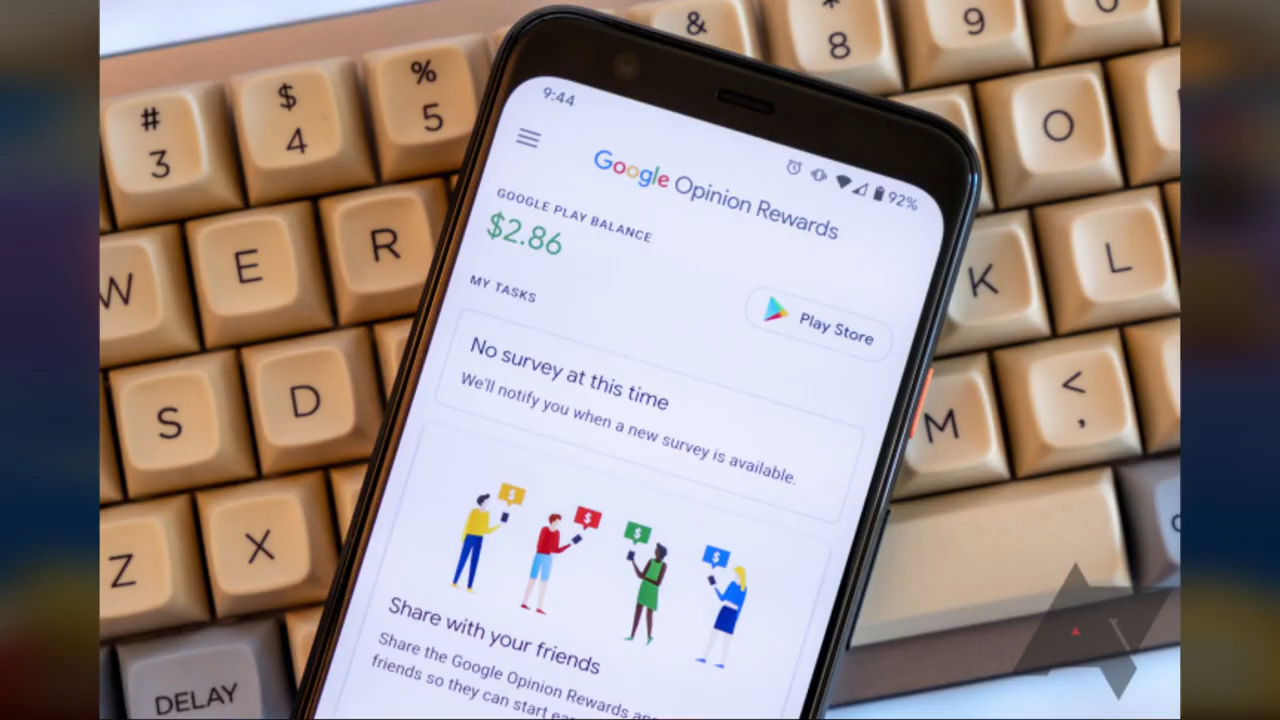 &
*
8
9
%
5
$
4
#
3
O
W
E
R
K
L
S
D
M
<
,
Z
X
DELAY
9:44
92%
Google Opinion Rewards
GOOGLE PLAY BALANCE
$2.86
Play Store
MY TASKS
No survey at this time
We'll notify you when a new survey is available.
$
$
$
$
Share with your friends
Share the Google Opinion Rewards
friends so they can start